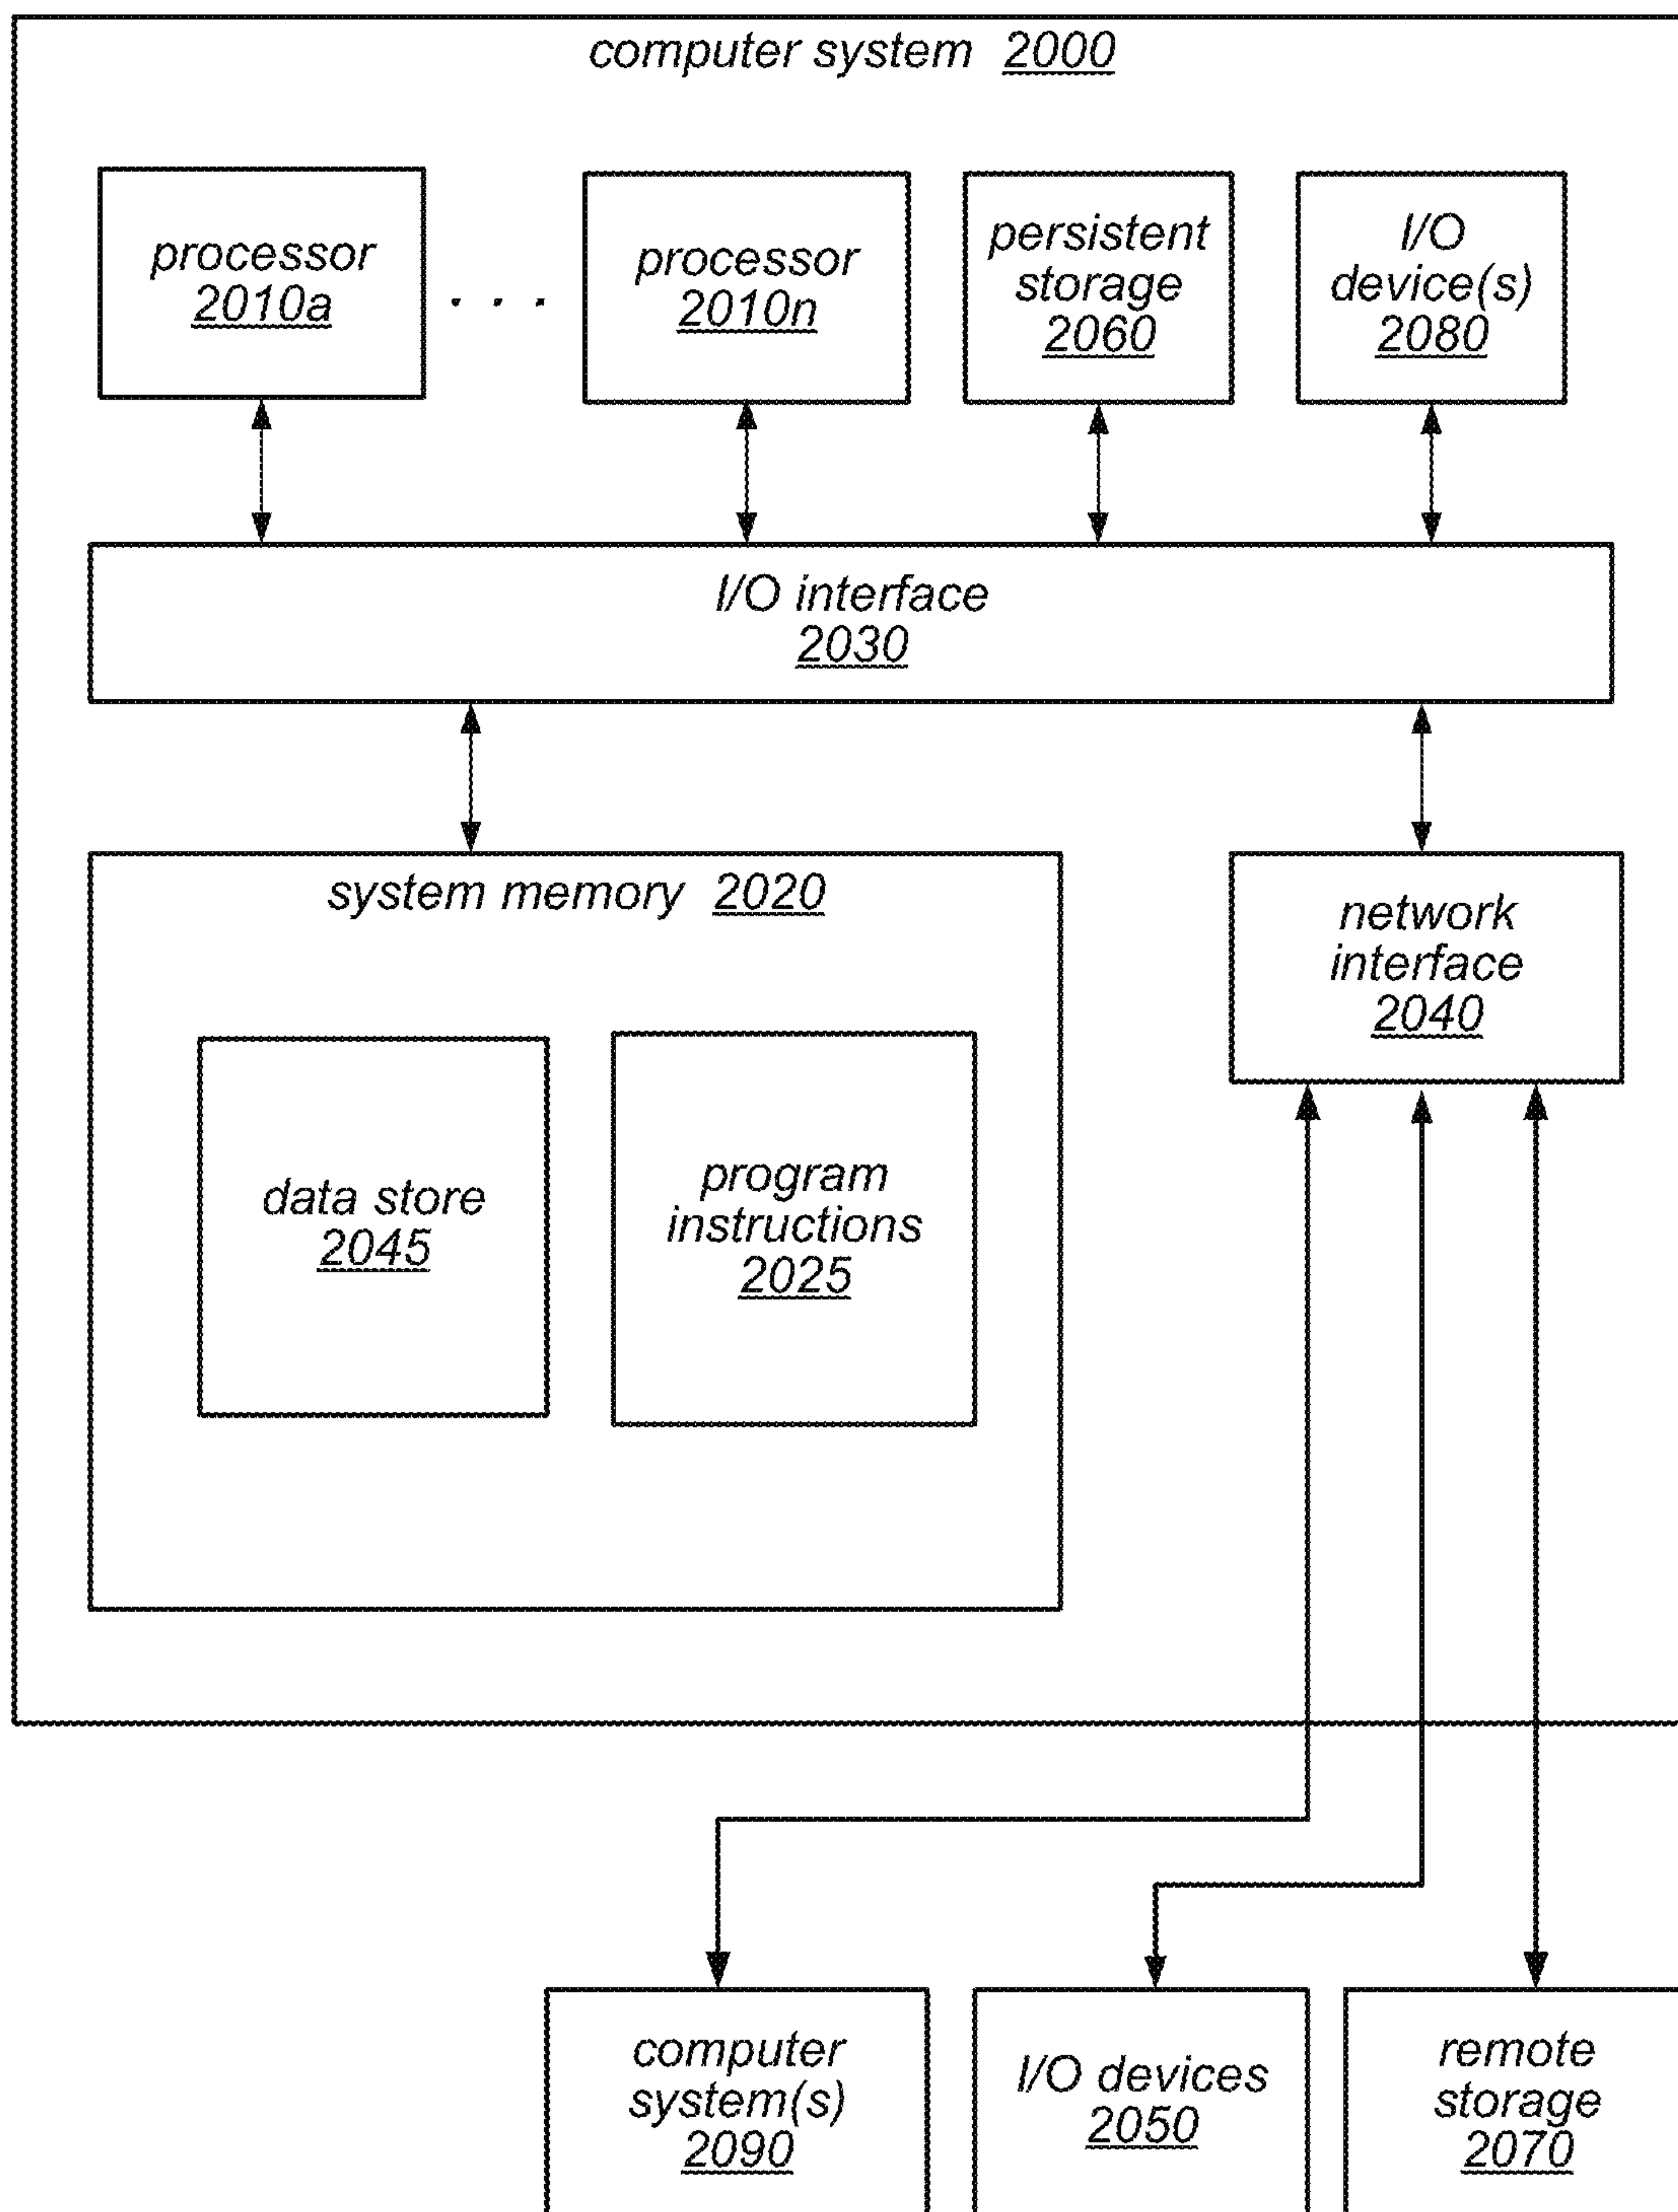 computer system 2000
processor
2010a
. . .
processor
2010n
persistent
storage
2060
I/O
device(s)
2080
I/O interface
2030
system memory 2020
data store
2045
program
instructions
2025
network
interface
2040
computer
system(s)
2090
I/O devices
2050
remote
storage
2070